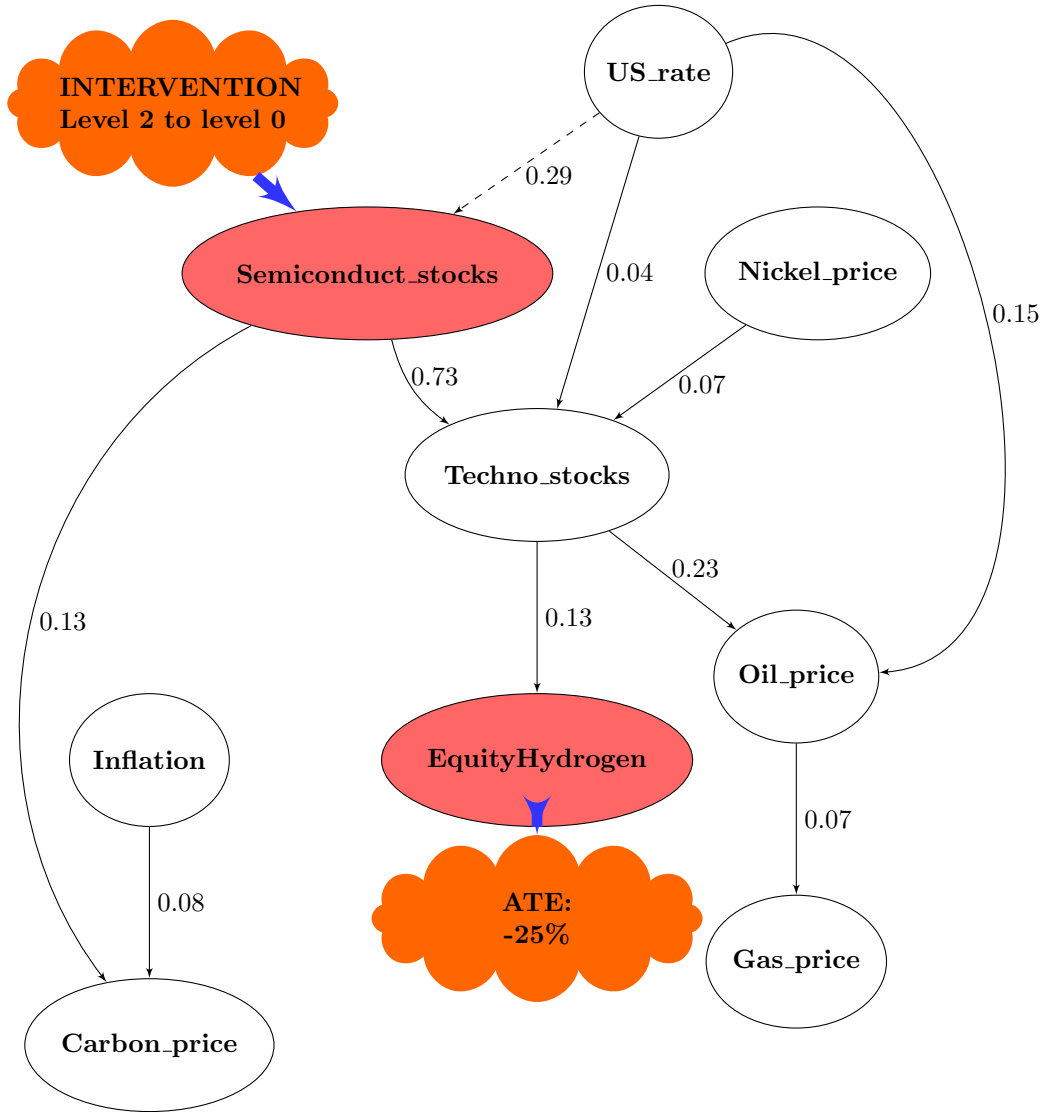 US_rate
INTERVENTION
Level 2 to level 0
0.29
Semiconduct_stocks
0.04
Nickel_price
0.15
0.73
0.07
Techno_stocks
0.23
0.13
0.13
Oil_price
Inflation
EquityHydrogen
0.07
0.08
ATE:
-25%
Gas_price
Carbon_price